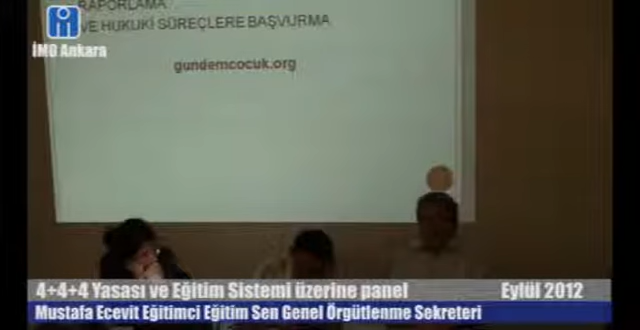 RAPORLAMA
VE HUKUKİ SÜREÇLERE BAŞVURMA
gundemcocuk.org
İMO Ankara
4+4+4 Yasası ve Eğitim Sistemi üzerine panel Eylül 2012
Mustafa Ecevit Eğitimci Eğitim Sen Genel Örgütlenme Sekreteri